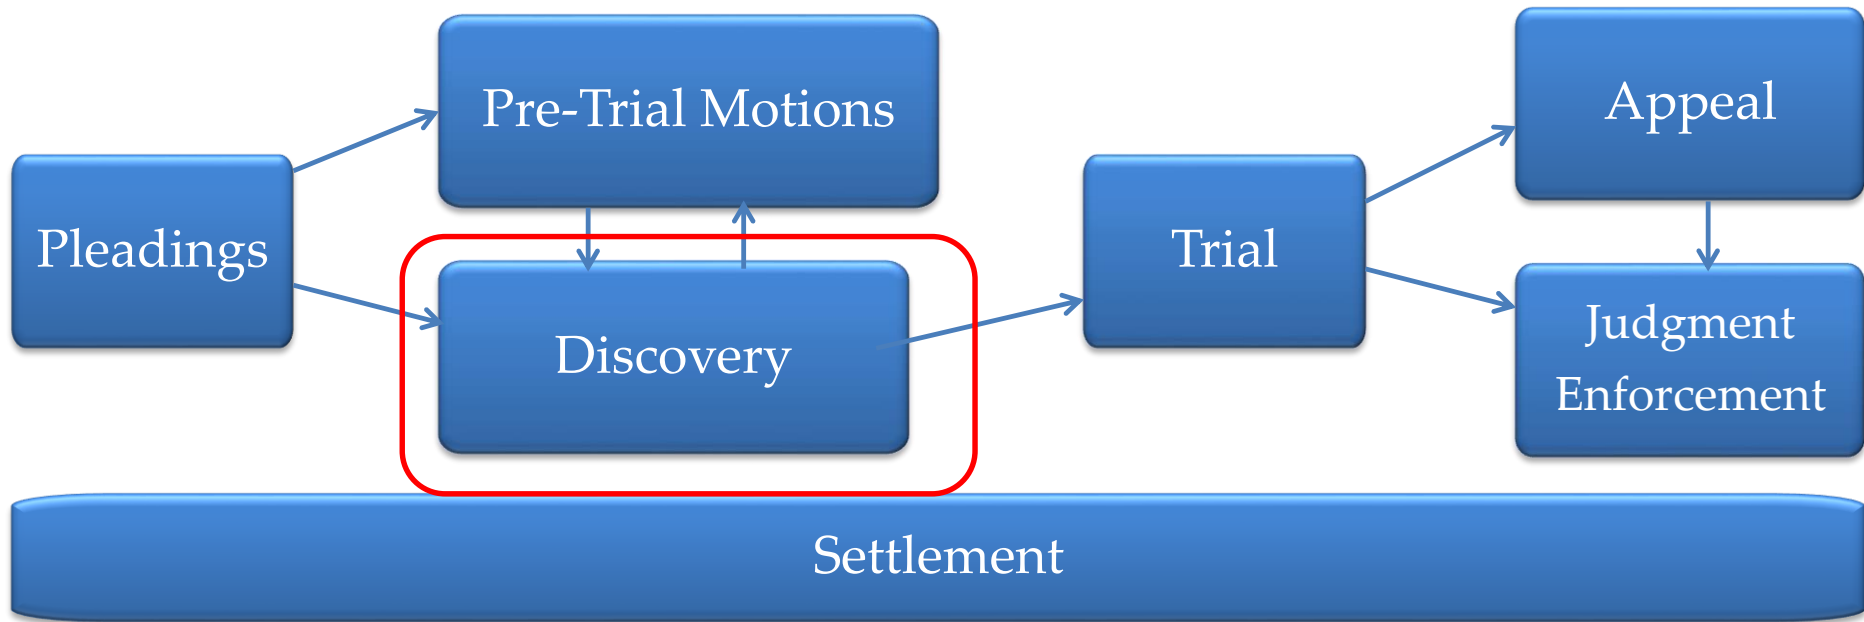 Pre-Trial Motions
Appeal
Pleadings
Trial
Discovery
Judgment
Enforcement
Settlement